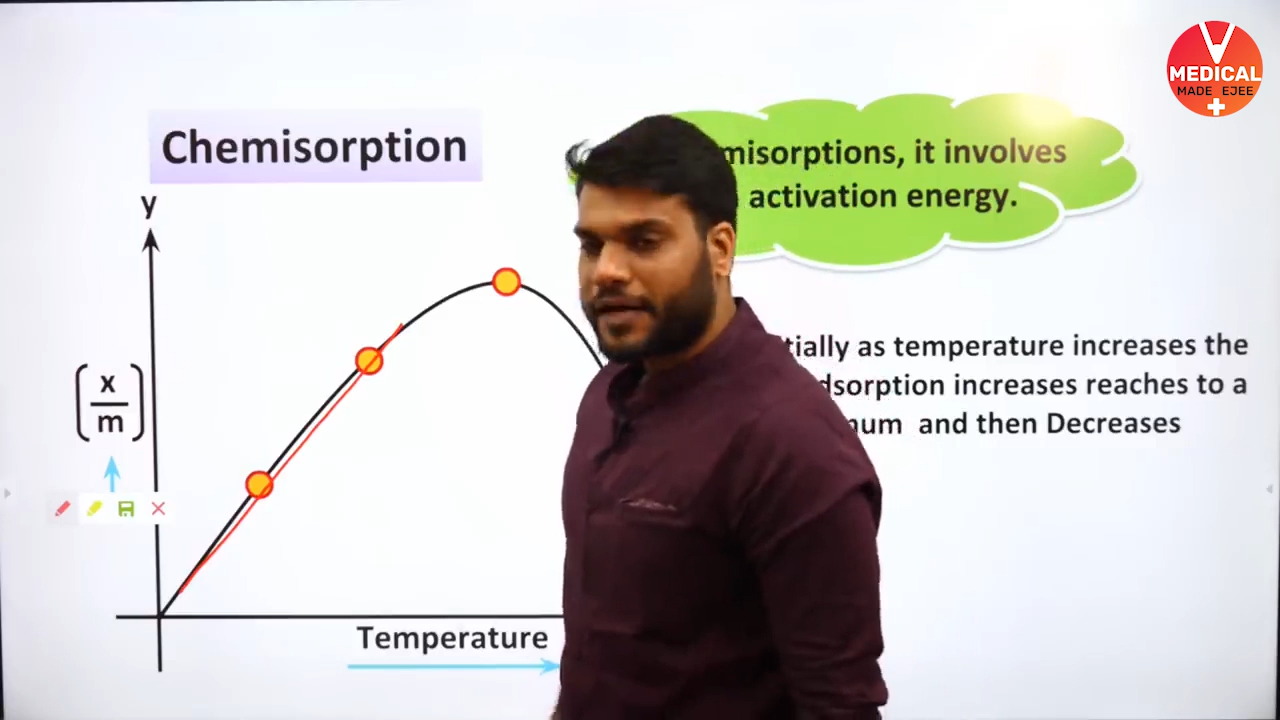 MEDICAL
MADE EJEE
Chemisorption
misorptions, it involves
activation energy.
y
x
m
tially as temperature increases the
dsorption increases reaches to a
num and then Decreases
Temperature